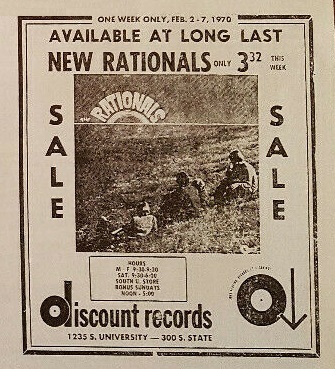 ONE WEEK ONLY, FEB. 2-7, 1970
AVAILABLE AT LONG LAST
NEW RATIONALS ONLY 3 32 THIS WEEK
the RATIONALS
SALE
SALE
HOURS
M - F 9:30-9:30
SAT. 9:30-6:00
SOUTH U. STORE
BONUS SUNDAYS
NOON - 5:00
discount records
1235 S. UNIVERSITY — 300 S. STATE